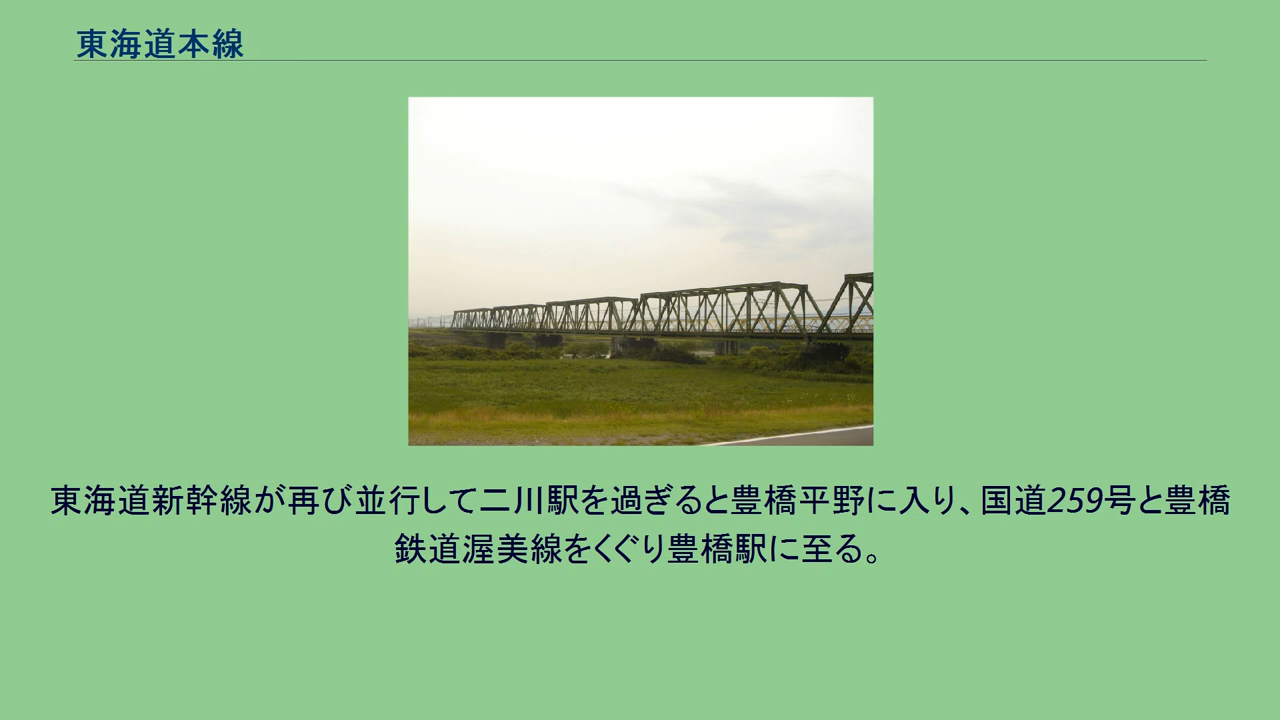 東海道本線
東海道新幹線が再び並行して二川駅を過ぎると豊橋平野に入り、国道259号と豊橋
鉄道渥美線をくぐり豊橋駅に至る。